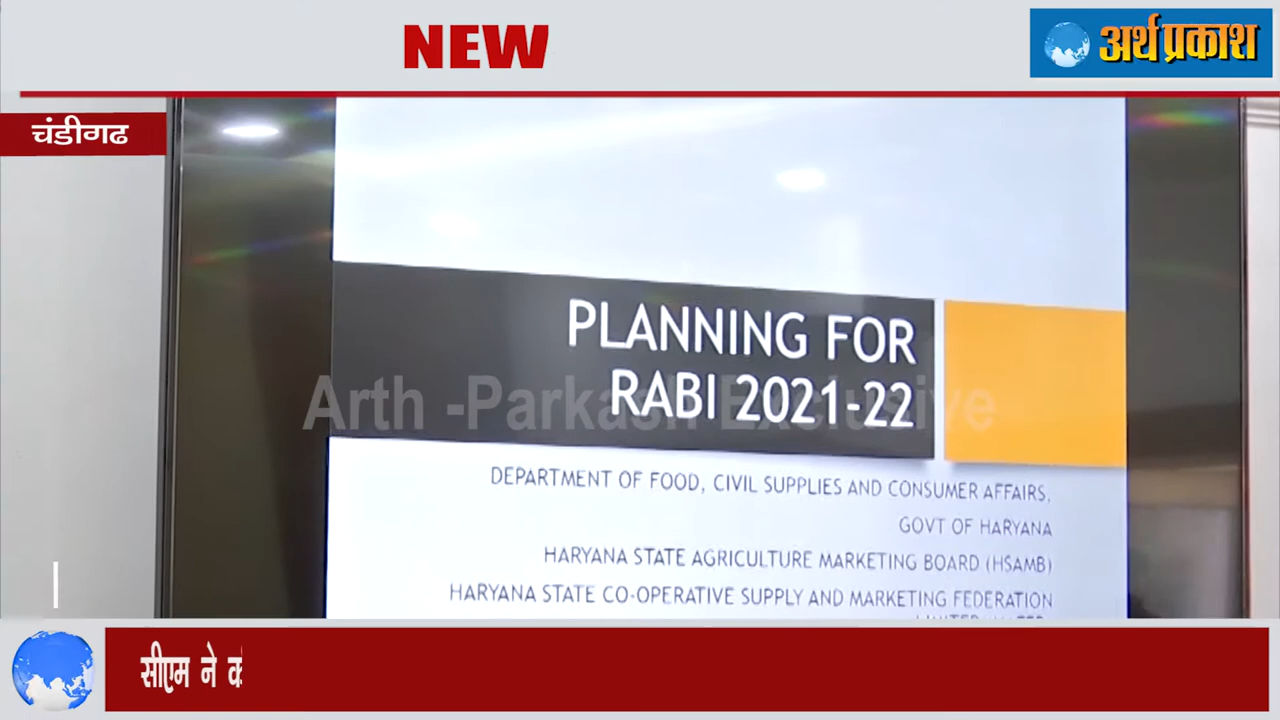 NEW
अर्थ प्रकाश
चंडीगढ
PLANNING FOR
RABI 2021-22
Arth -Parkash Exclusive
DEPARTMENT OF FOOD, CIVIL SUPPLIES AND CONSUMER AFFAIRS,
GOVT OF HARYANA
HARYANA STATE AGRICULTURE MARKETING BOARD (HSAMB)
HARYANA STATE CO-OPERATIVE SUPPLY AND MARKETING FEDERATION
सीएम ने